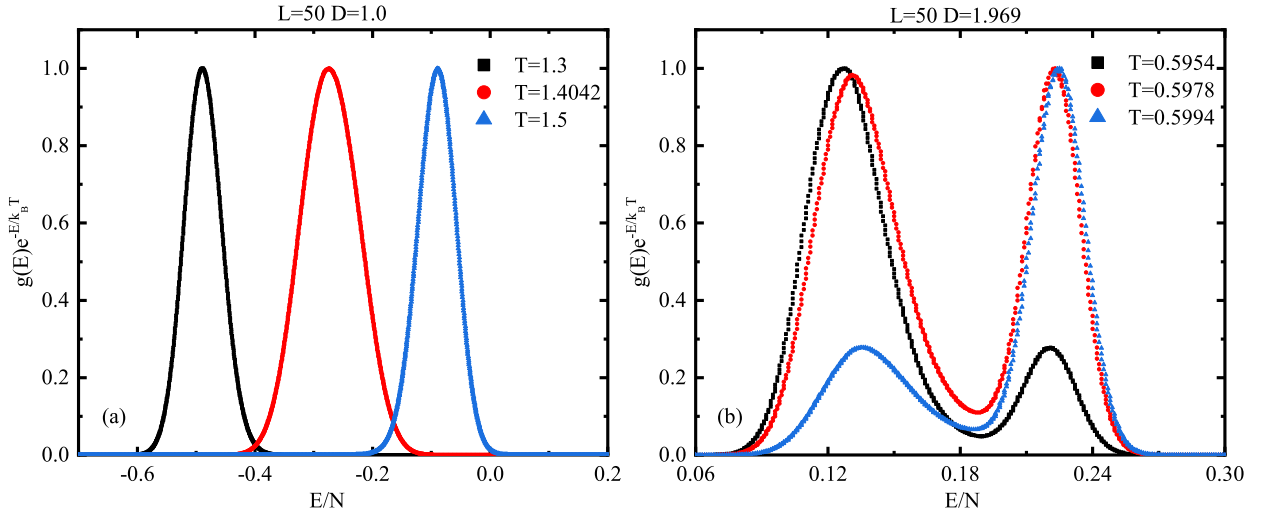 L=50 D=1.0
g(E)e^-E/k_BT
1.0
0.8
0.6
0.4
0.2
0.0
T=1.3
T=1.4042
T=1.5
(a)
-0.6
-0.4
-0.2
0.0
0.2
E/N
L=50 D=1.969
g(E)e^-E/k_BT
1.0
0.8
0.6
0.4
0.2
0.0
T=0.5954
T=0.5978
T=0.5994
(b)
0.06
0.12
0.18
0.24
0.30
E/N